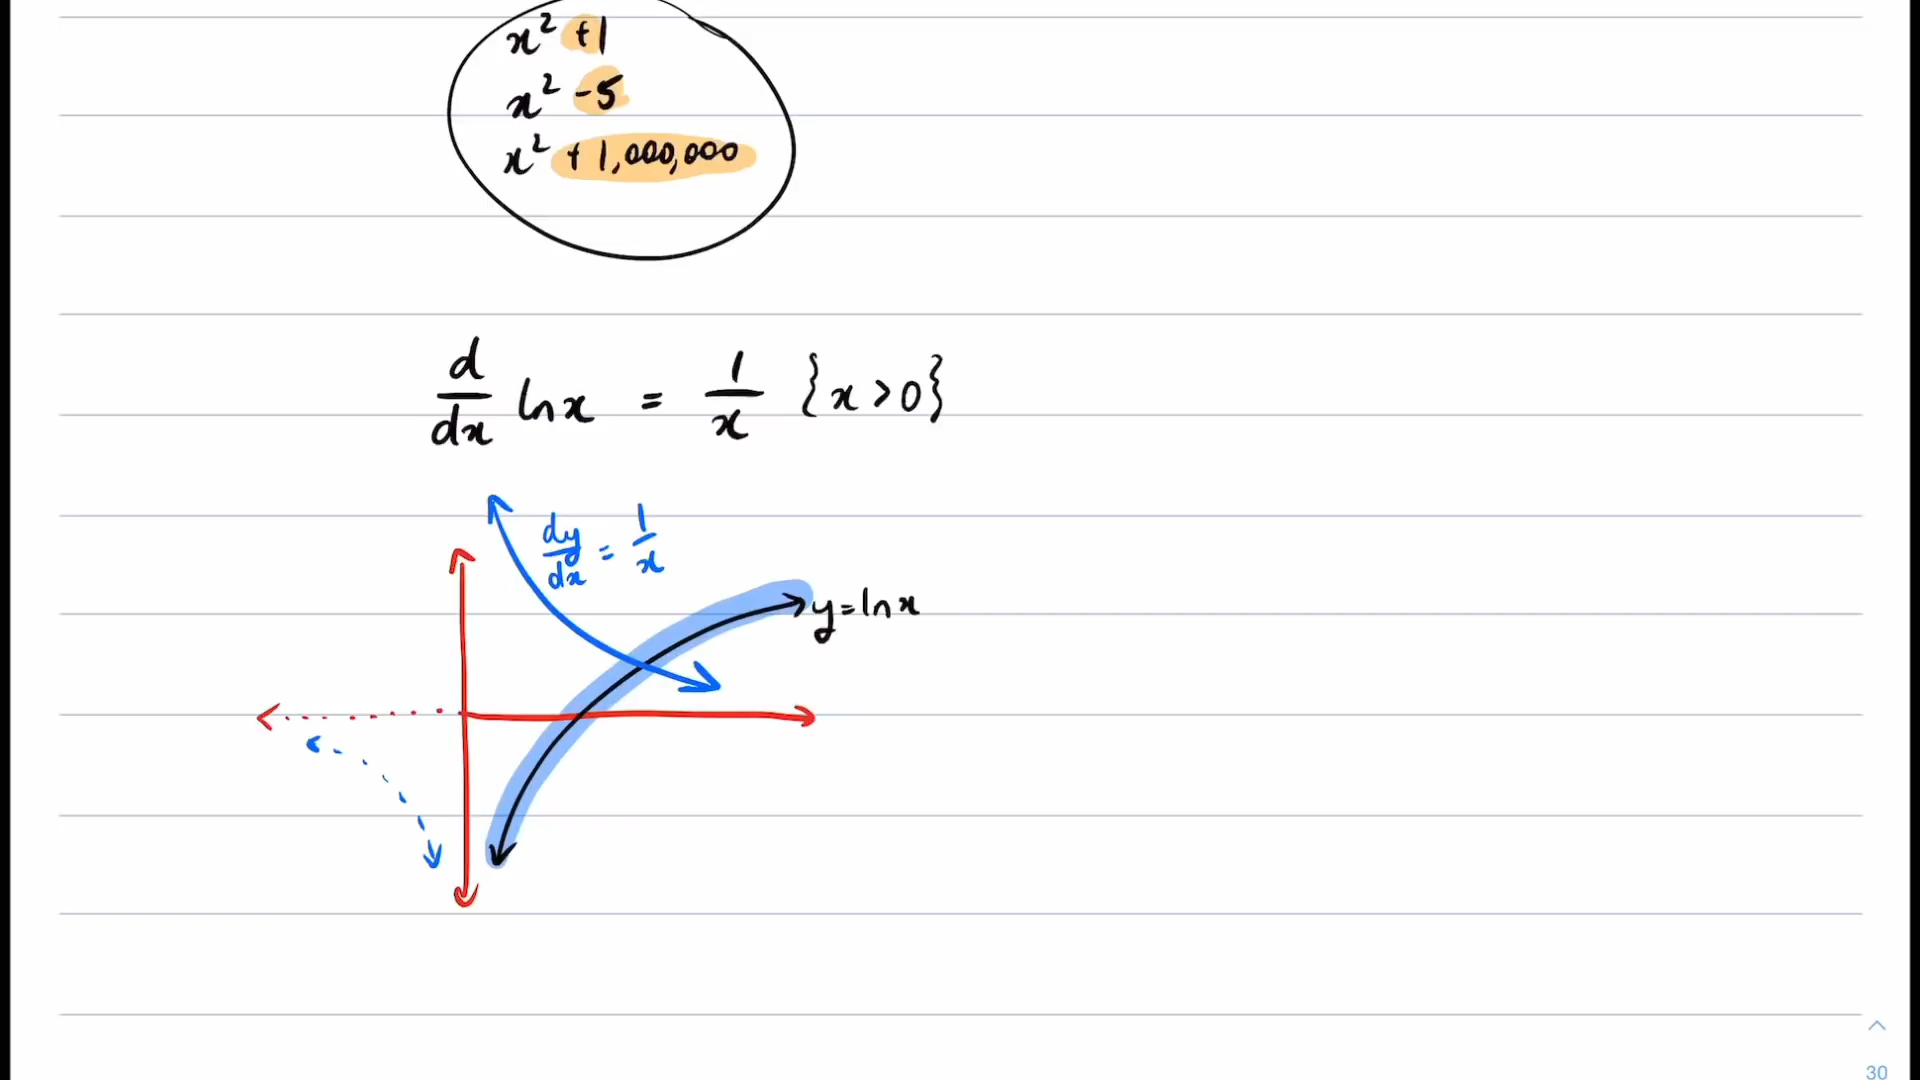 x² +1
x² -5
x² + 1,000,000
d/dx ln x = 1/x {x > 0}
dy/dx = 1/x
y = ln x
30